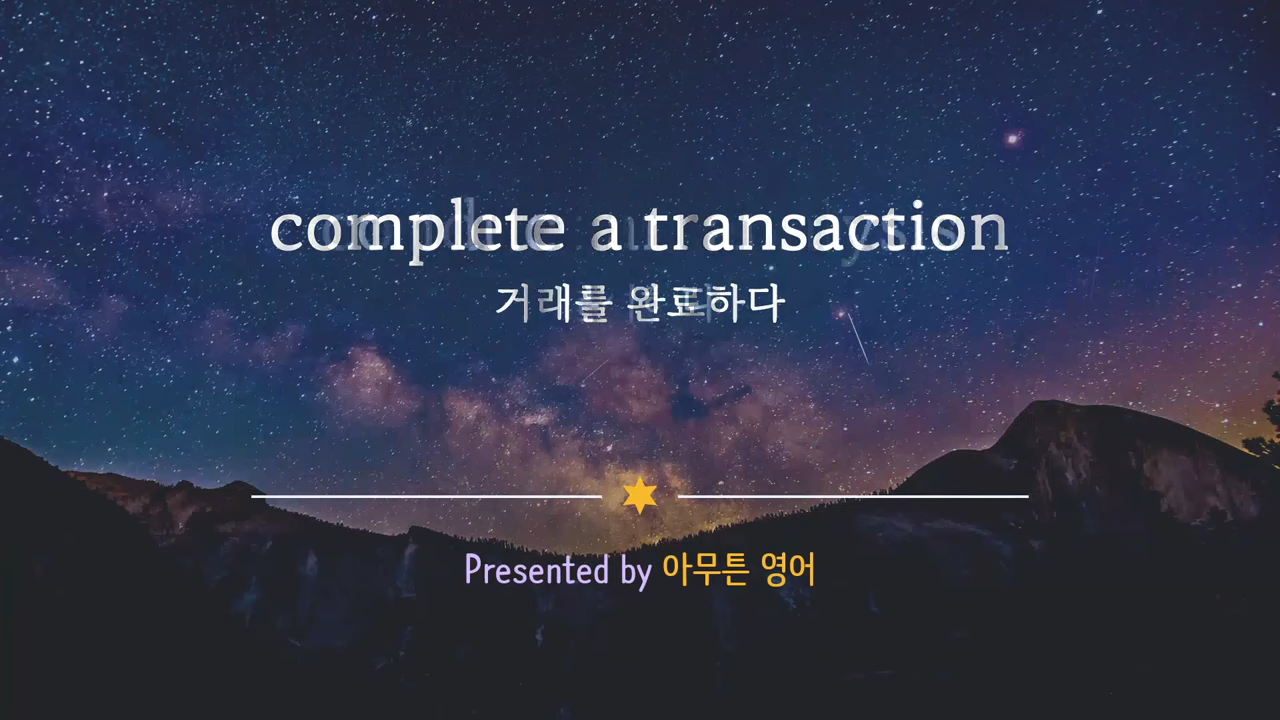 complete a transaction
거래를 완료하다
Presented by 아무튼 영어